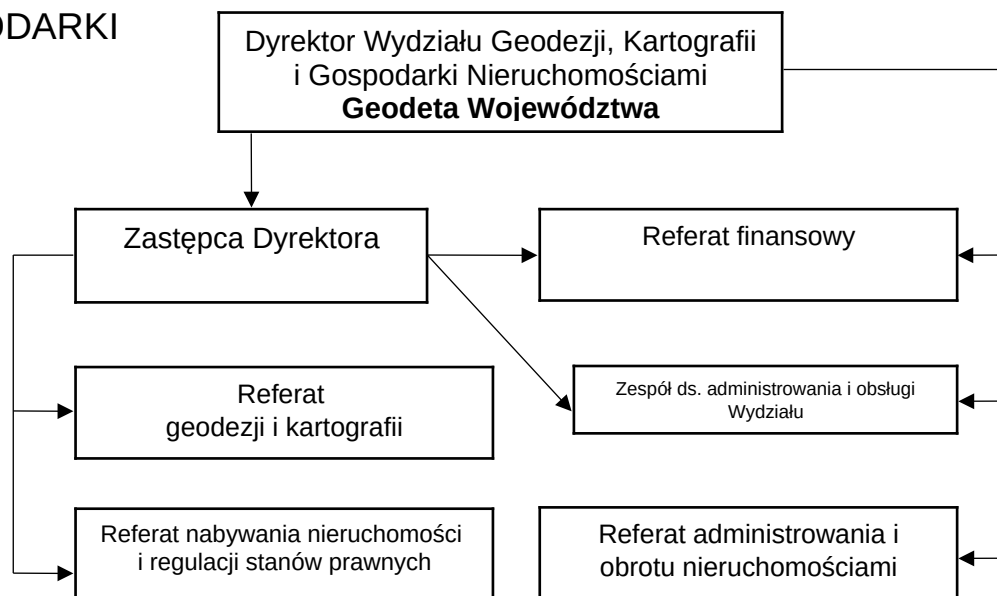 ODARKI
Dyrektor Wydziału Geodezji, Kartografii
i Gospodarki Nieruchomościami
Geodeta Województwa
Zastępca Dyrektora
Referat finansowy
Referat
geodezji i kartografii
Zespół ds. administrowania i obsługi
Wydziału
Referat nabywania nieruchomości
i regulacji stanów prawnych
Referat administrowania i
obrotu nieruchomościami